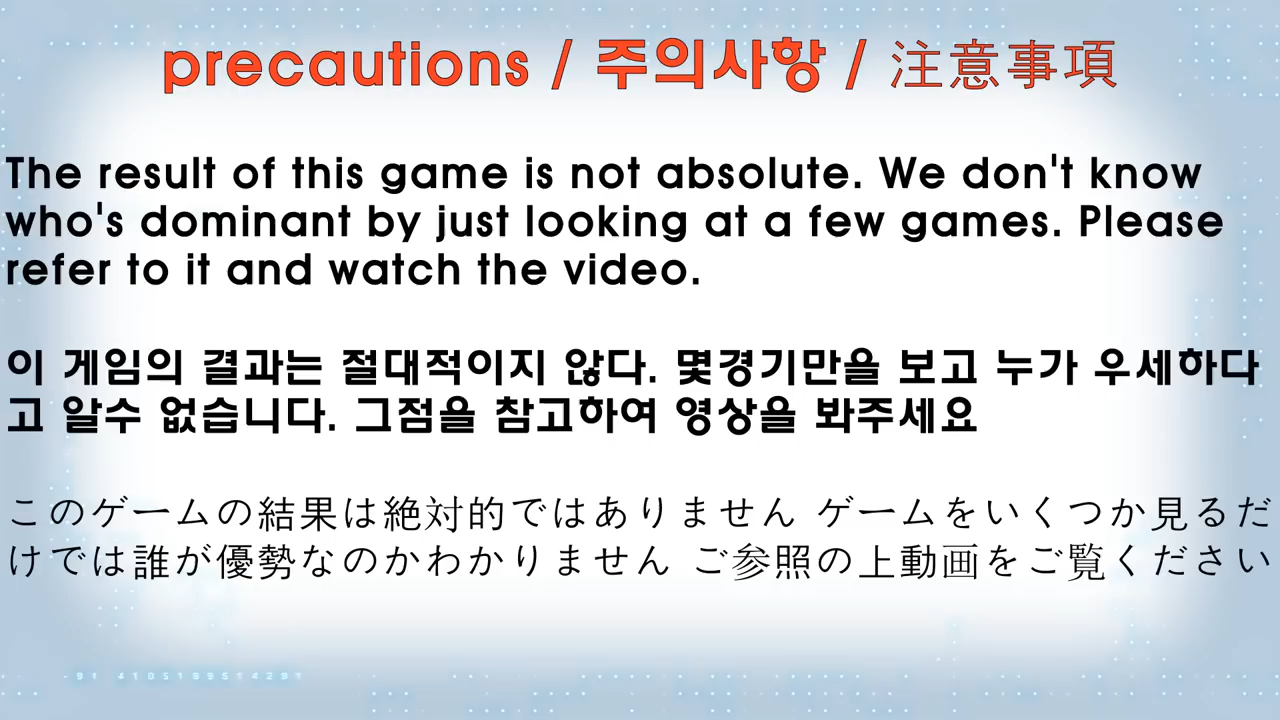 precautions / 주의사항 / 注意事項
The result of this game is not absolute. We don't know
who's dominant by just looking at a few games. Please
refer to it and watch the video.
이 게임의 결과는 절대적이지 않다. 몇경기만을 보고 누가 우세하다
고 알수 없습니다. 그점을 참고하여 영상을 봐주세요
このゲームの結果は絶対的ではありません ゲームをいくつか見るだ
けでは誰が優勢なのかわかりません ご参照の上動画をご覧ください